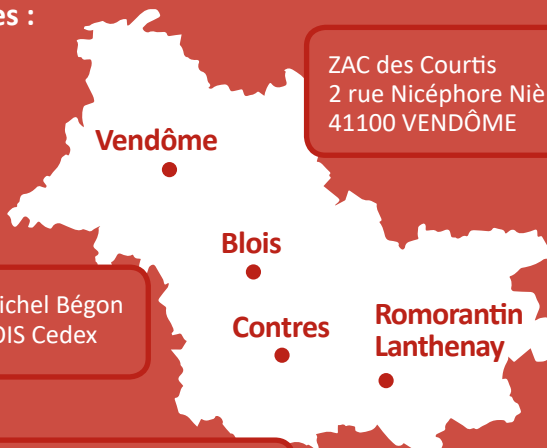 es :
ZAC des Courtis
2 rue Nicéphore Niè
41100 VENDÔME
Vendôme
Blois
ichel Bégon
OIS Cedex
Contres
Romorantin
Lanthenay